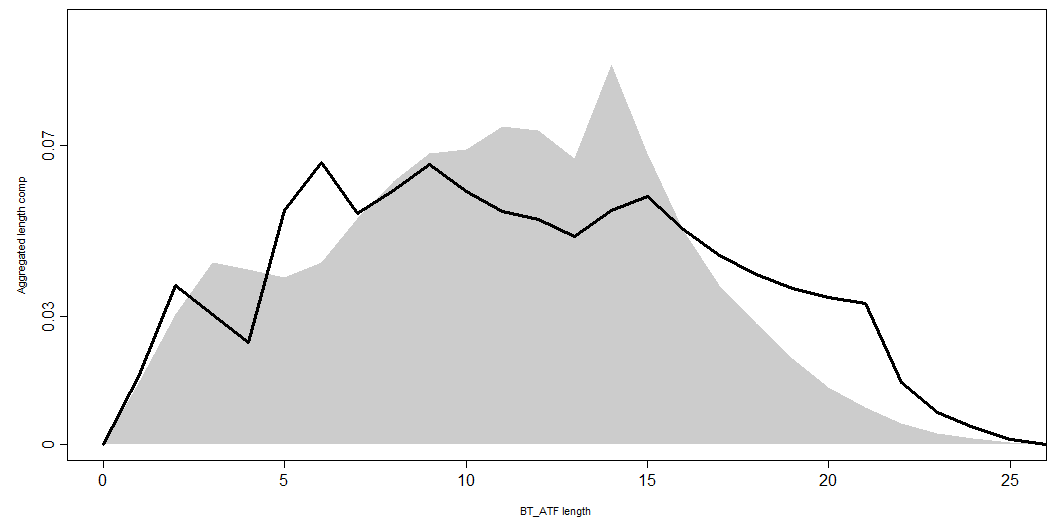 Aggregated length comp
0.07
0.03
0
0 5 10 15 20 25
BT_ATF length